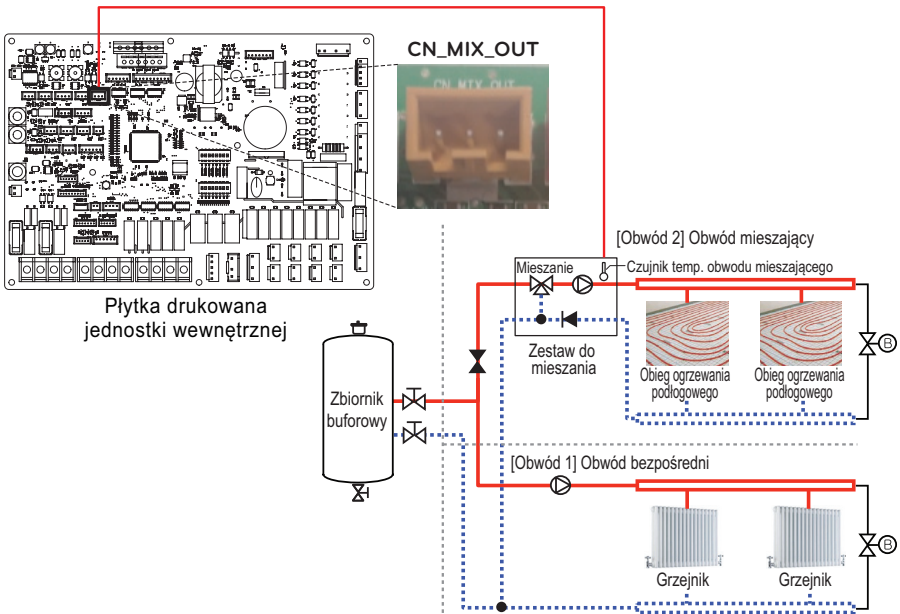 CN_MIX_OUT
CN_MIX_OUT
Płytka drukowana
jednostki wewnętrznej
[Obwód 2] Obwód mieszający
Mieszanie
Czujnik temp. obwodu mieszającego
Zestaw do
mieszania
Obieg ogrzewania
podłogowego
Obieg ogrzewania
podłogowego
B
Zbiornik
buforowy
[Obwód 1] Obwód bezpośredni
Grzejnik
Grzejnik
B